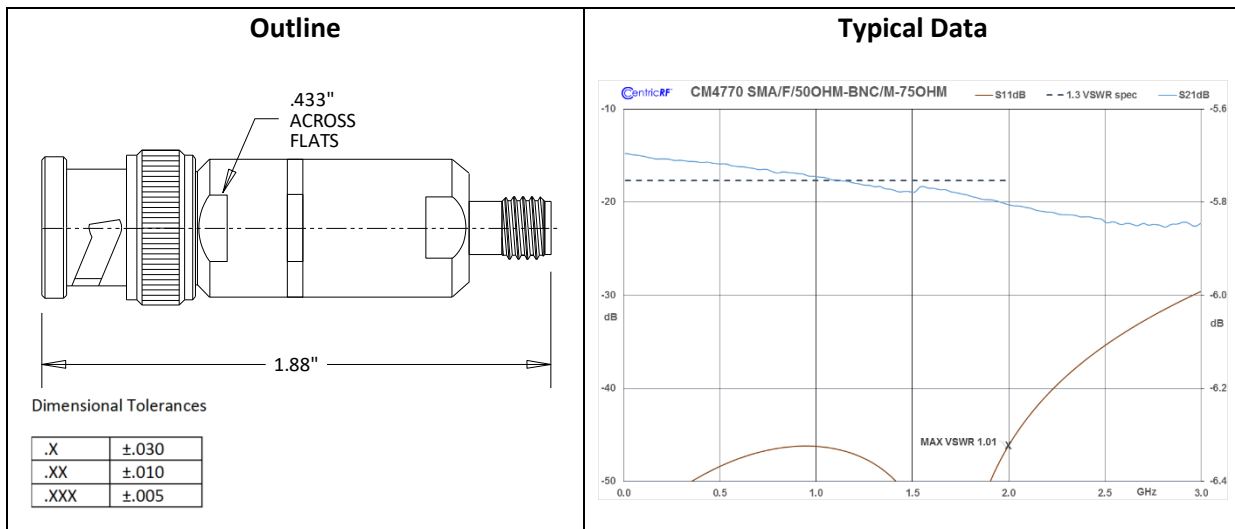 Outline
.433"
ACROSS
FLATS
1.88"
Dimensional Tolerances
.X ±.030
.XX ±.010
.XXX ±.005
Typical Data
CentricRF CM4770 SMA/F/50OHM-BNC/M-75OHM S11dB 1.3 VSWR spec S21dB
-10 -5.6
-20 -5.8
-30 -6.0
dB dB
-40 -6.2
MAX VSWR 1.01
-50 -6.4
0.0 0.5 1.0 1.5 2.0 2.5 GHz 3.0